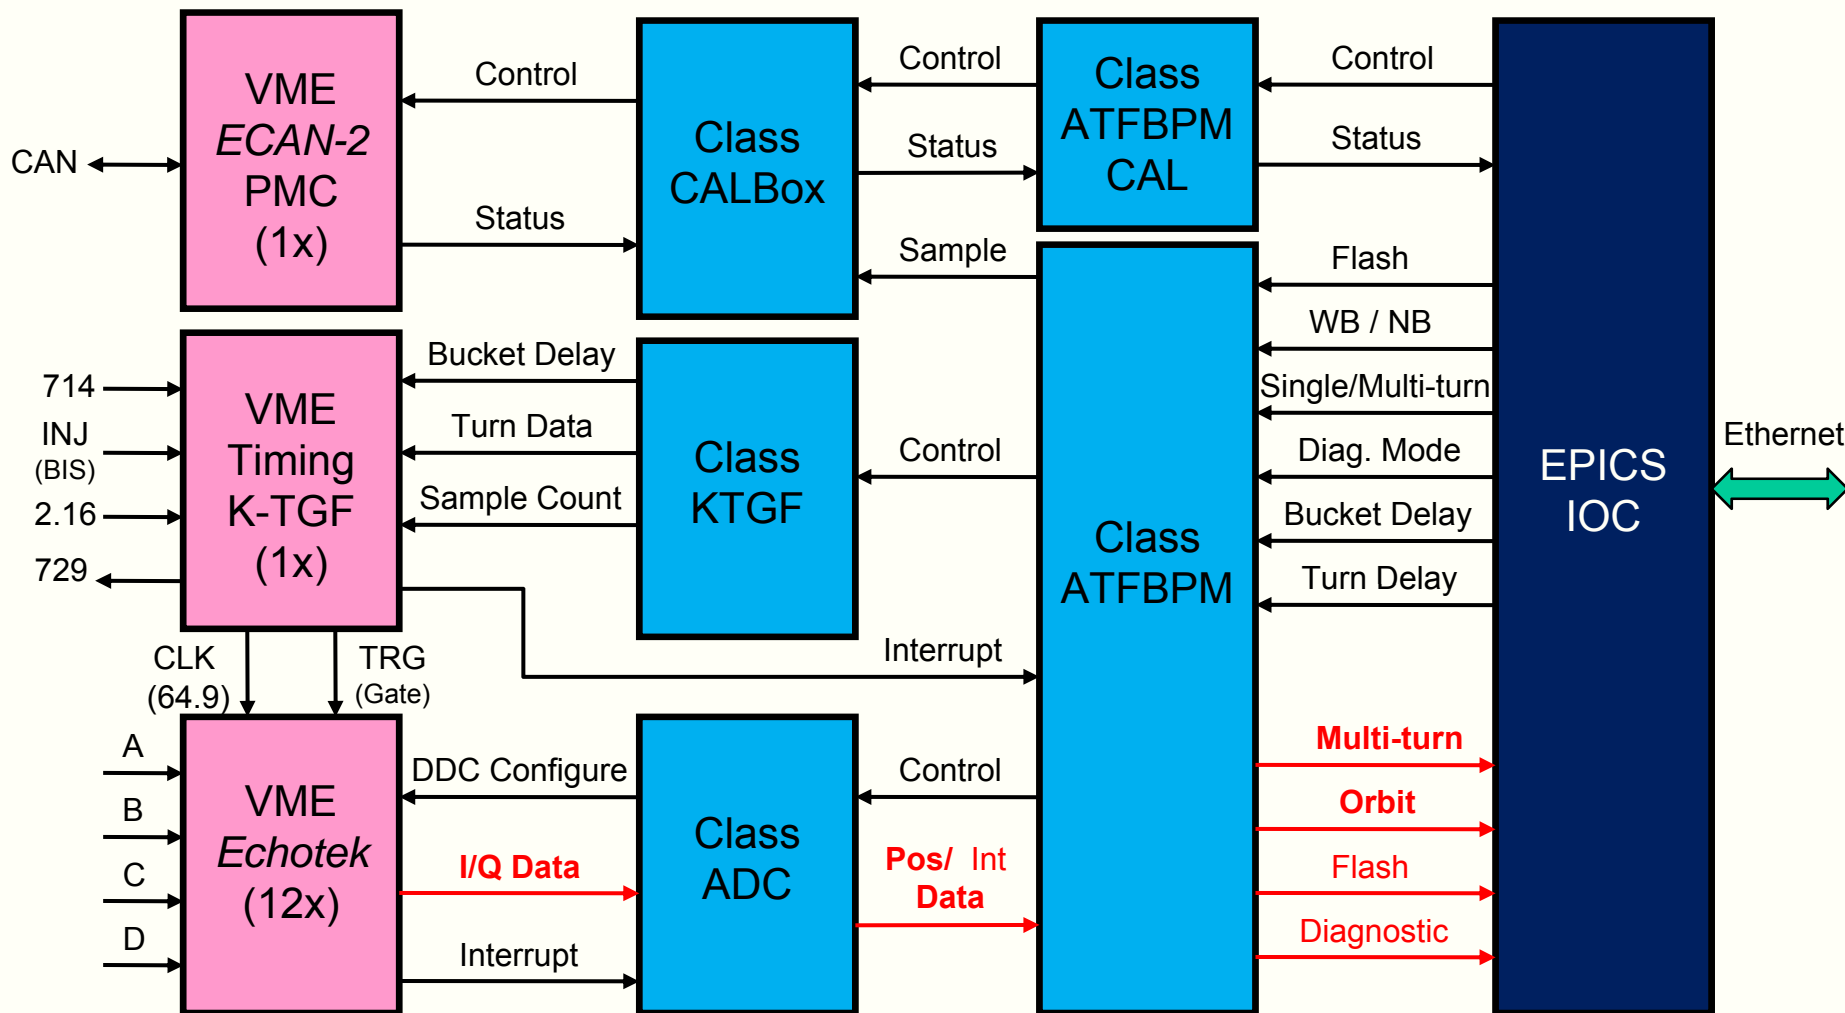 VME
ECAN-2
PMC
(1x)
CAN
Control
Status
Class
CALBox
Control
Status
Sample
Class
ATFBPM
CAL
Control
Status
Flash
WB / NB
Single/Multi-turn
Diag. Mode
Bucket Delay
Turn Delay
EPICS
IOC
Ethernet
714
INJ
(BIS)
2.16
729
VME
Timing
K-TGF
(1x)
Bucket Delay
Turn Data
Sample Count
Class
KTGF
Control
Interrupt
Class
ATFBPM
CLK
(64.9)
TRG
(Gate)
A
B
C
D
VME
Echotek
(12x)
DDC Configure
I/Q Data
Interrupt
Class
ADC
Control
Pos/ Int
Data
Multi-turn
Orbit
Flash
Diagnostic